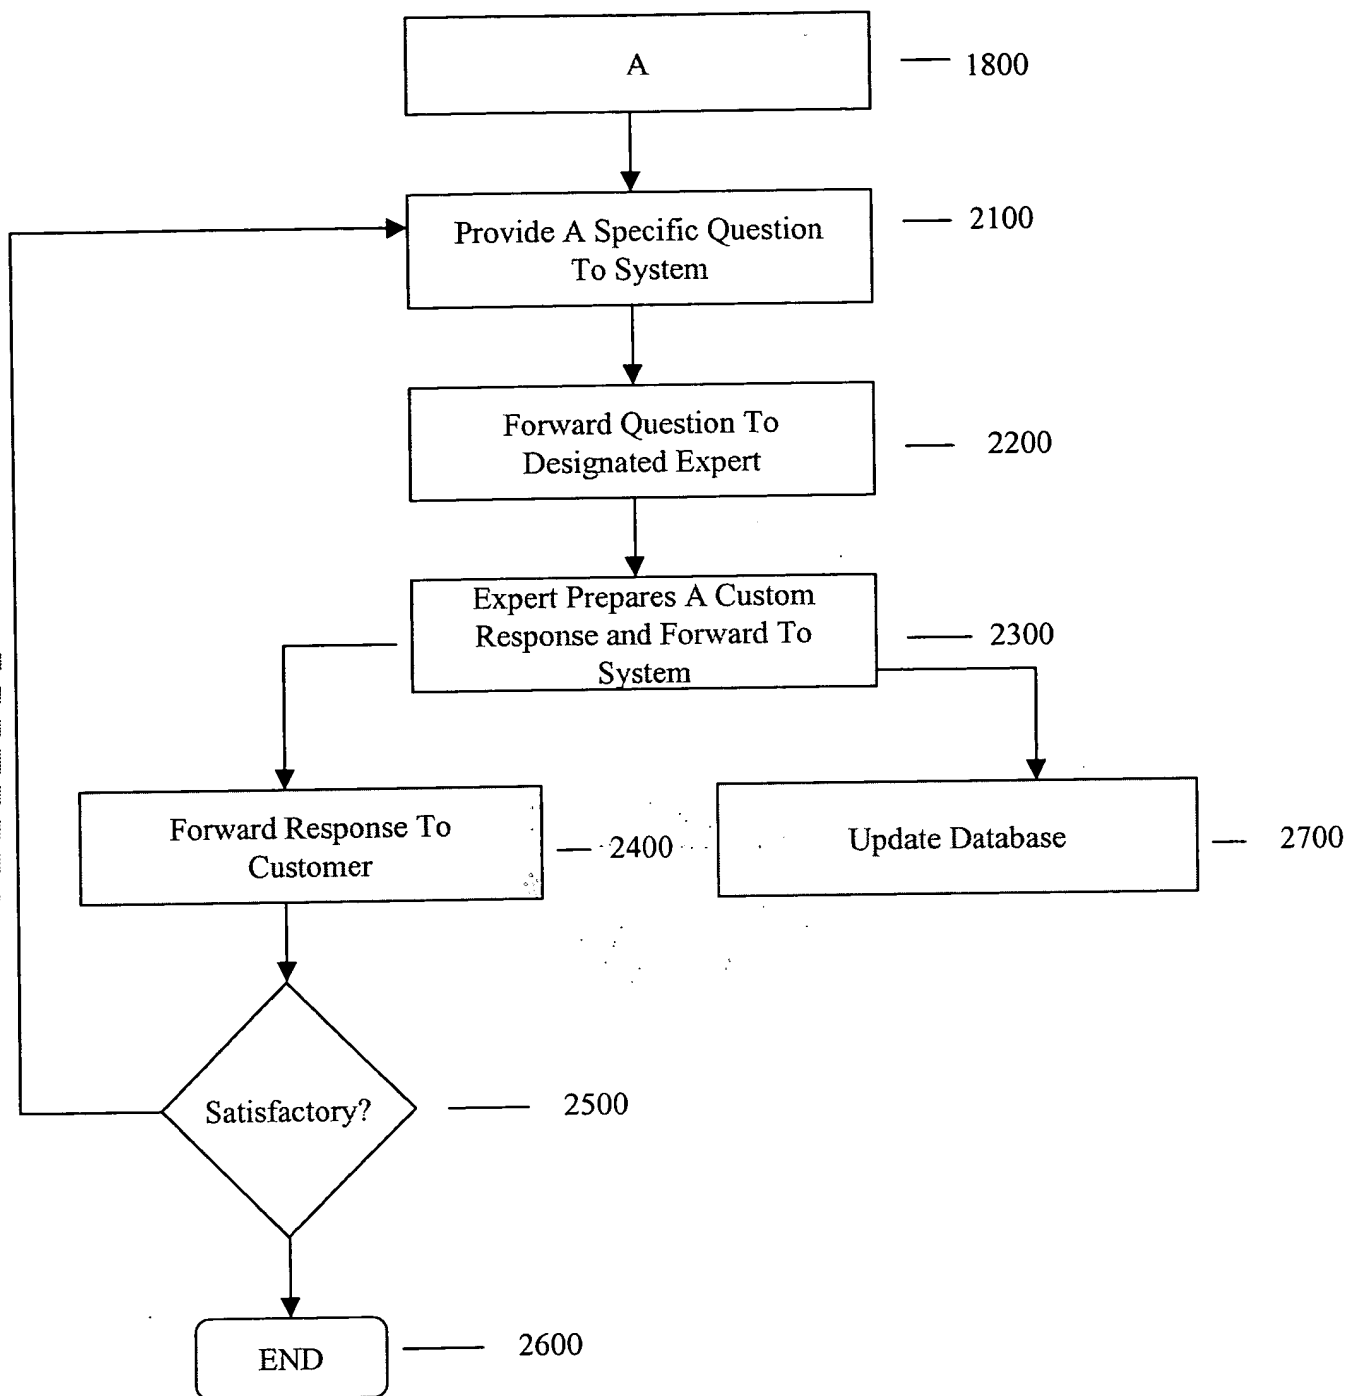 A
1800
Provide A Specific Question
To System
2100
Forward Question To
Designated Expert
2200
Expert Prepares A Custom
Response and Forward To
System
2300
Forward Response To
Customer
2400
Update Database
2700
Satisfactory?
2500
END
2600